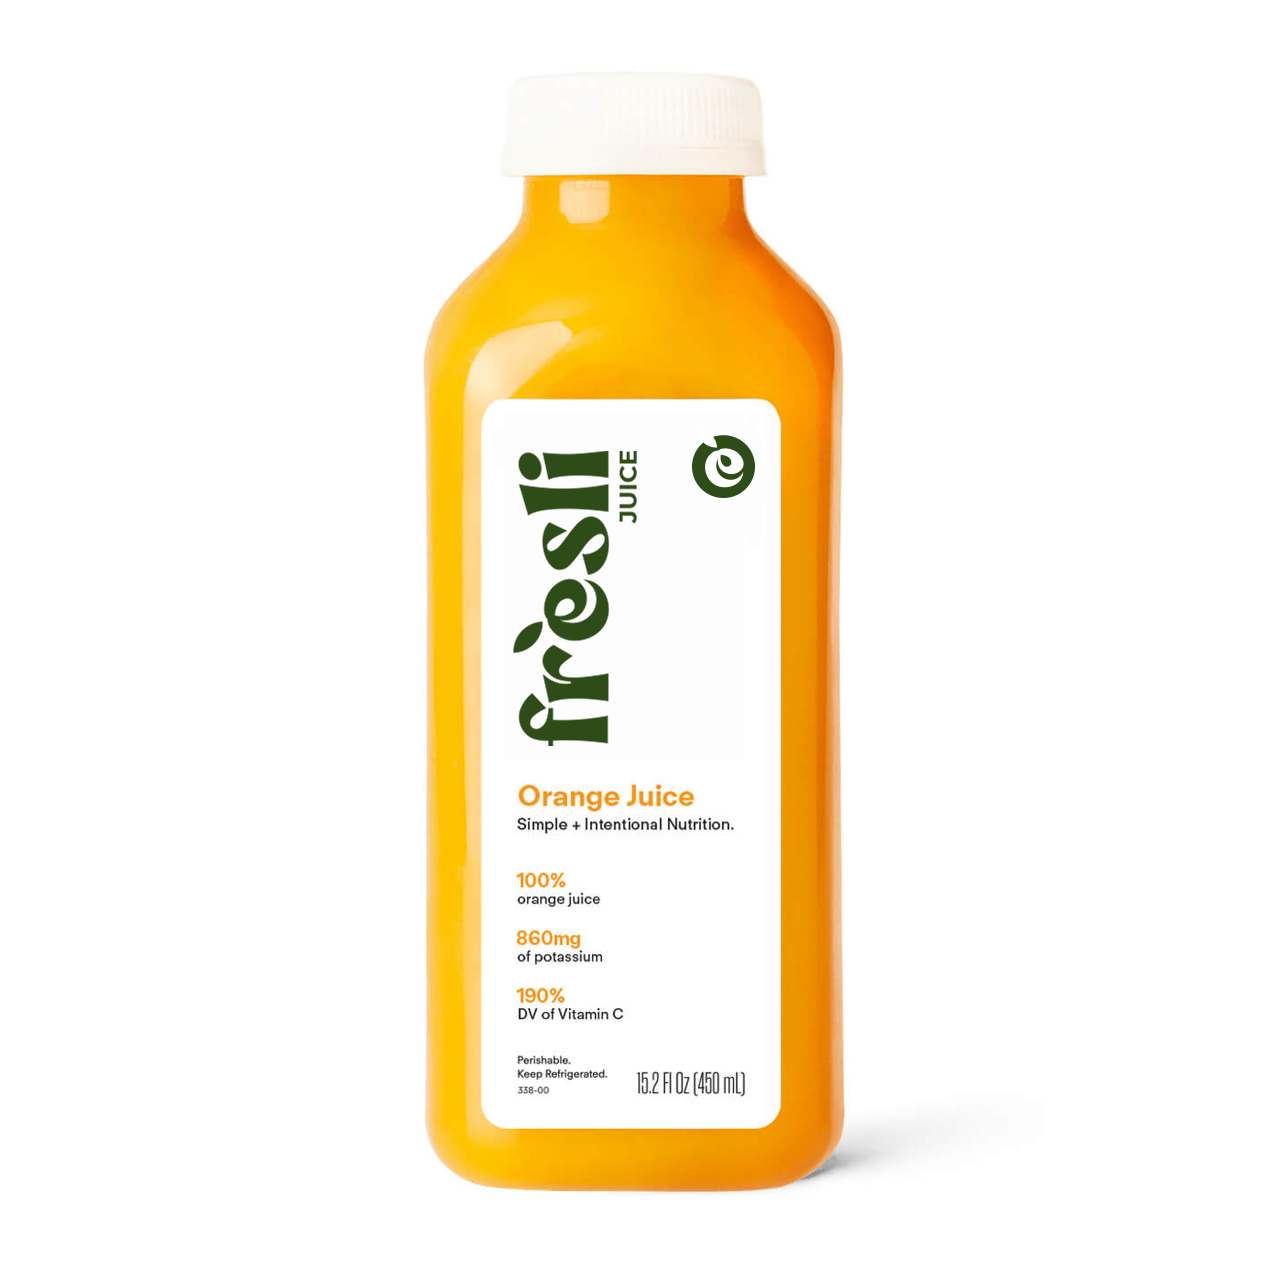 frèsli
JUICE
Orange Juice
Simple + Intentional Nutrition.
100%
orange juice
860mg
of potassium
190%
DV of Vitamin C
Perishable.
Keep Refrigerated.
338-00
15.2 Fl Oz (450 mL)